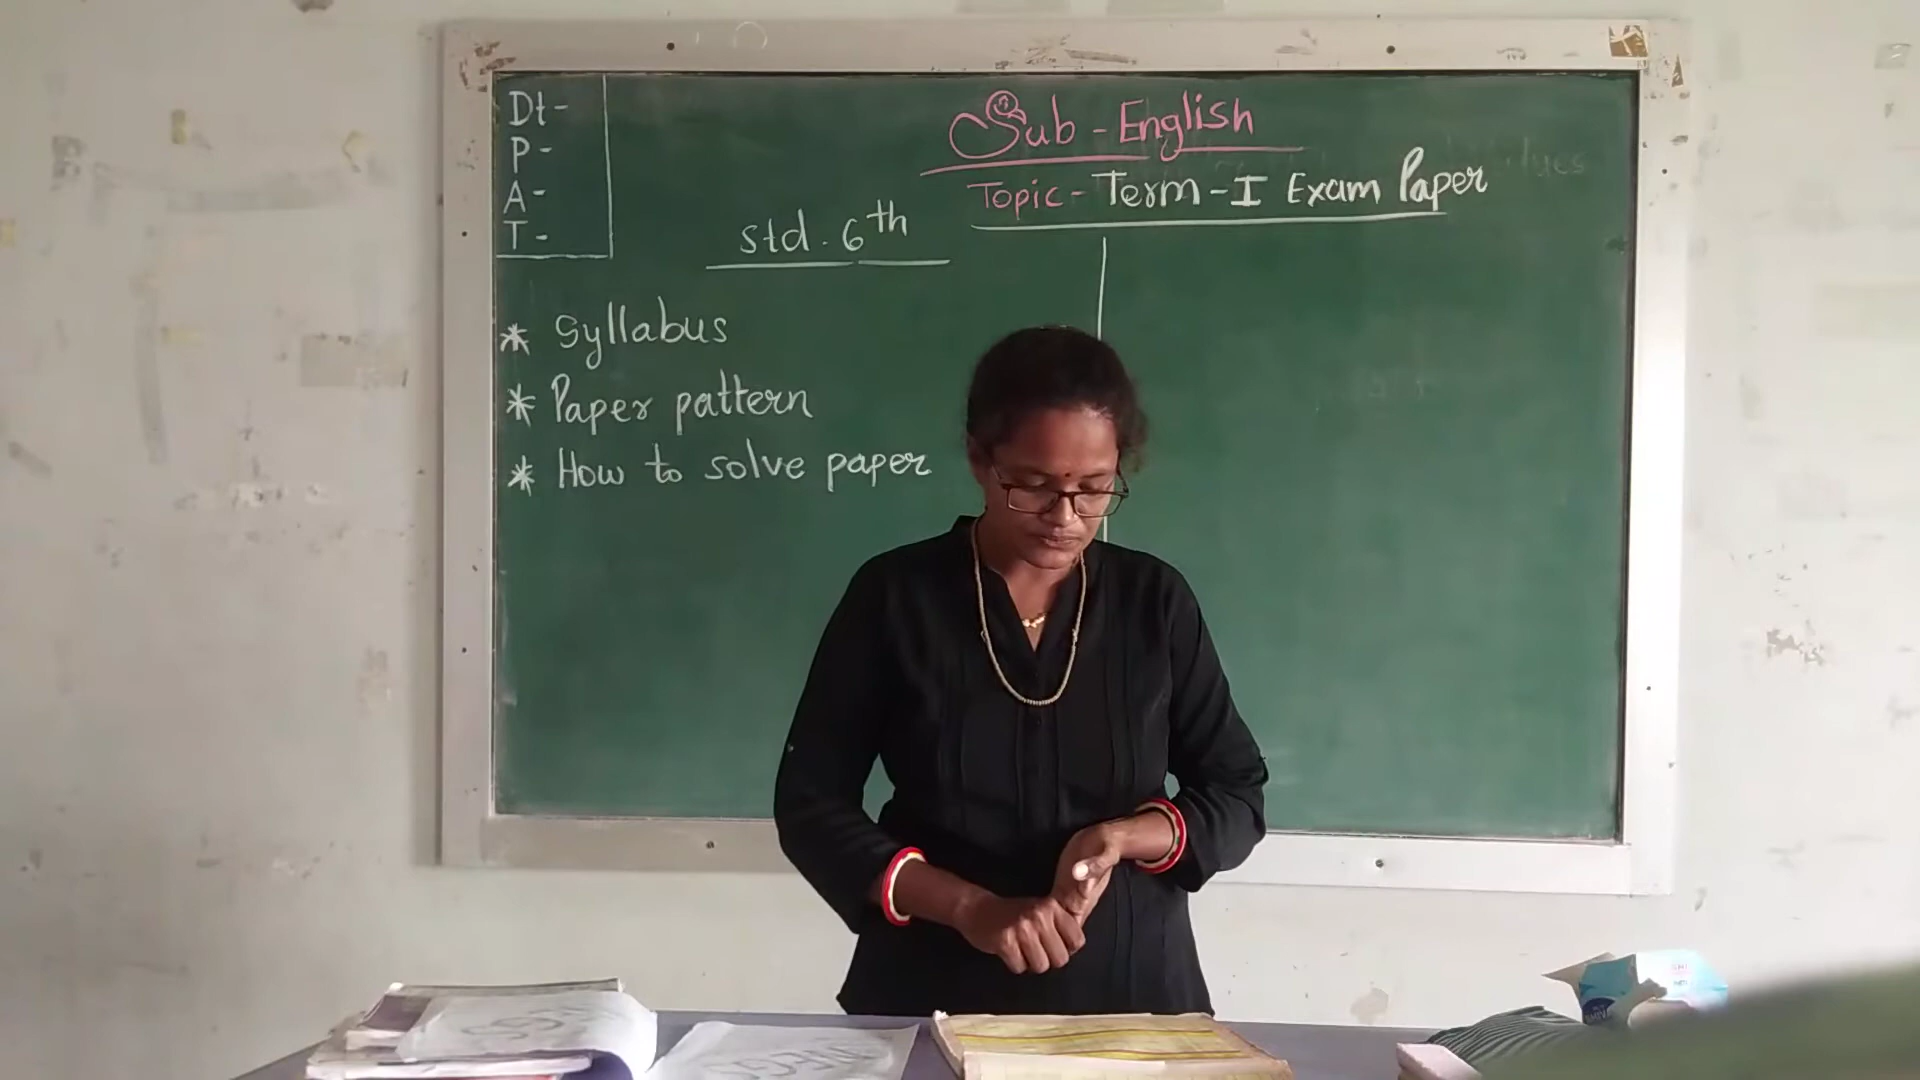 Dt-
P-
A-
T-
Sub-English
Topic-Term-I Exam Paper
std. 6th
* Syllabus
* Paper pattern
* How to solve paper